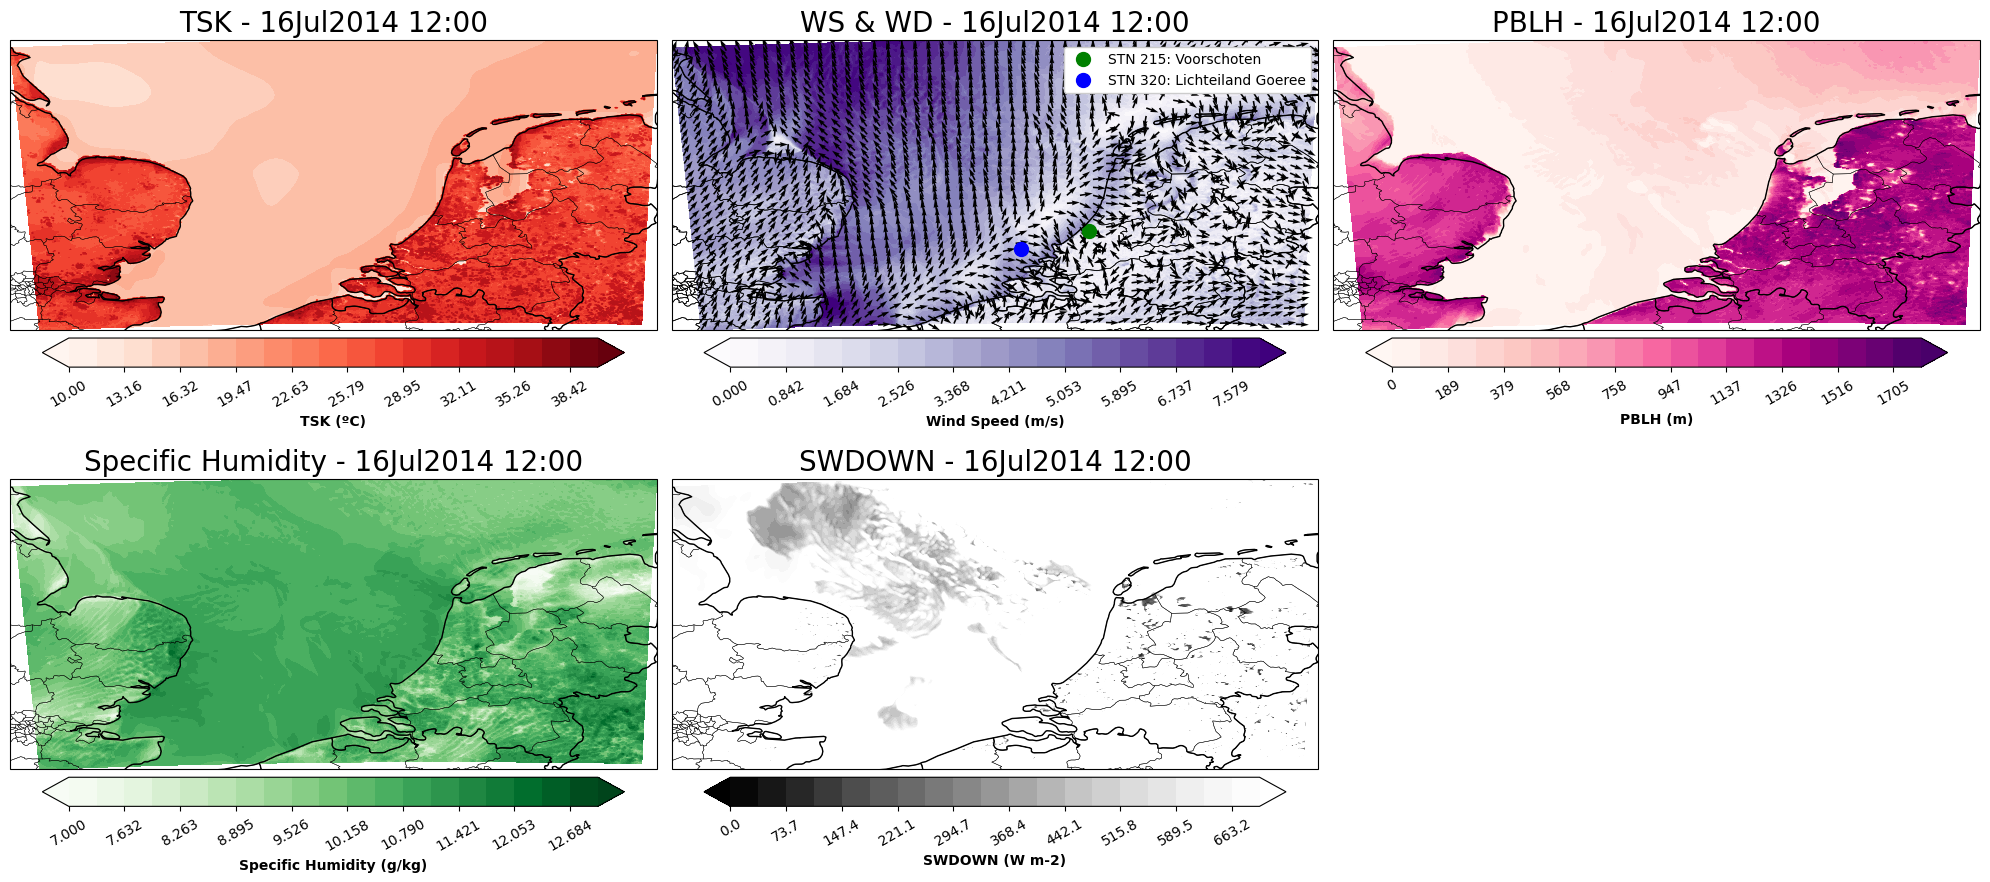 TSK - 16Jul2014 12:00
WS & WD - 16Jul2014 12:00
PBLH - 16Jul2014 12:00
STN 215: Voorschoten
STN 320: Lichteiland Goeree
10.00 13.16 16.32 19.47 22.63 25.79 28.95 32.11 35.26 38.42
TSK (ºC)
0.000 0.842 1.684 2.526 3.368 4.211 5.053 5.895 6.737 7.579
Wind Speed (m/s)
0 189 379 568 758 947 1137 1326 1516 1705
PBLH (m)
Specific Humidity - 16Jul2014 12:00
SWDOWN - 16Jul2014 12:00
7.000 7.632 8.263 8.895 9.526 10.158 10.790 11.421 12.053 12.684
Specific Humidity (g/kg)
0.0 73.7 147.4 221.1 294.7 368.4 442.1 515.8 589.5 663.2
SWDOWN (W m-2)